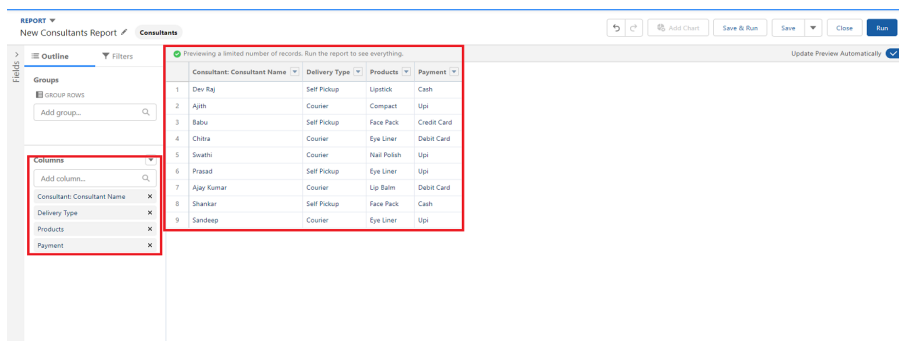 REPORT
New Consultants Report Consultants
Add Chart Save & Run Save Close Run
Fields
Outline Filters
Previewing a limited number of records. Run the report to see everything.
Update Preview Automatically
Groups
GROUP ROWS
Add group...
Columns
Add column...
Consultant: Consultant Name
Delivery Type
Products
Payment
Consultant: Consultant Name Delivery Type Products Payment
1 Dev Raj Self Pickup Lipstick Cash
2 Ajith Courier Compact Upi
3 Babu Self Pickup Face Pack Credit Card
4 Chitra Courier Eye Liner Debit Card
5 Swathi Courier Nail Polish Upi
6 Prasad Self Pickup Eye Liner Upi
7 Ajay Kumar Courier Lip Balm Debit Card
8 Shankar Self Pickup Face Pack Cash
9 Sandeep Courier Eye Liner Upi